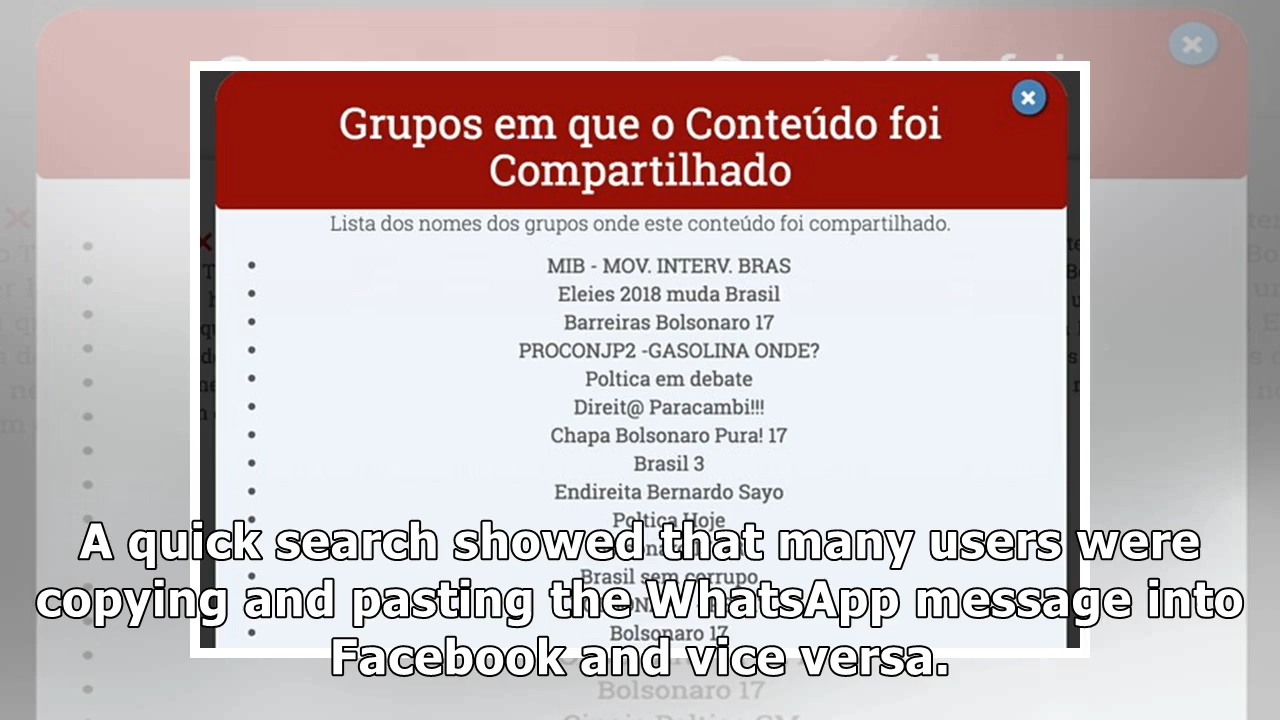 Grupos em que o Conteúdo foi
Compartilhado
Lista dos nomes dos grupos onde este conteúdo foi compartilhado.
MIB - MOV. INTERV. BRAS
Eleies 2018 muda Brasil
Barreiras Bolsonaro 17
PROCONJP2 -GASOLINA ONDE?
Poltica em debate
Direit@ Paracambi!!!
Chapa Bolsonaro Pura! 17
Brasil 3
Endireita Bernardo Sayo
Poltica Hoje
Brasil sem corrupo
Bolsonaro 17
A quick search showed that many users were
copying and pasting the WhatsApp message into
Facebook and vice versa.
Bolsonaro 17